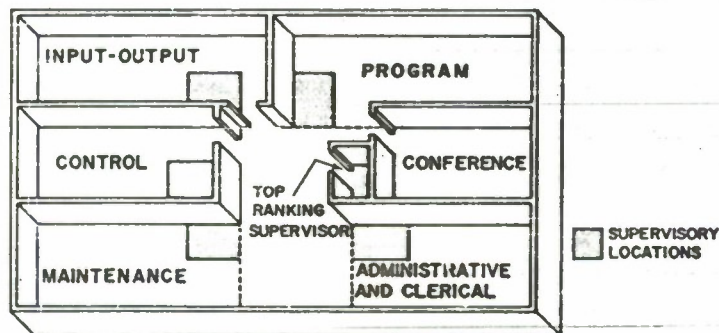 INPUT-OUTPUT
PROGRAM
CONTROL
CONFERENCE
TOP
RANKING
SUPERVISOR
MAINTENANCE
ADMINISTRATIVE
AND CLERICAL
SUPERVISORY
LOCATIONS